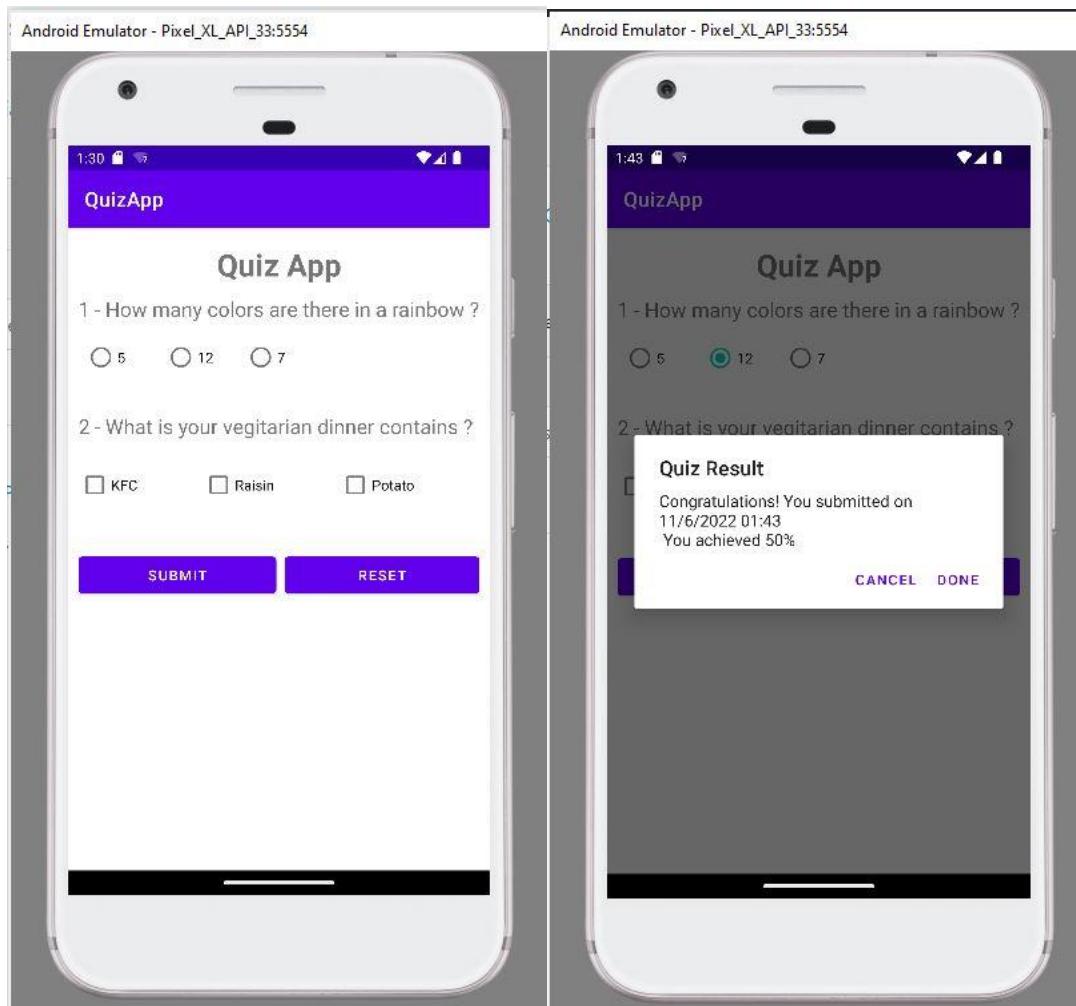 Android Emulator - Pixel_XL_API_33:5554
1:30
QuizApp
Quiz App
1 - How many colors are there in a rainbow ?
5 12 7
2 - What is your vegitarian dinner contains ?
KFC Raisin Potato
SUBMIT RESET
Android Emulator - Pixel_XL_API_33:5554
1:43
QuizApp
Quiz App
1 - How many colors are there in a rainbow ?
5 12 7
2 - What is your vegitarian dinner contains ?
Quiz Result
Congratulations! You submitted on
11/6/2022 01:43
You achieved 50%
CANCEL DONE